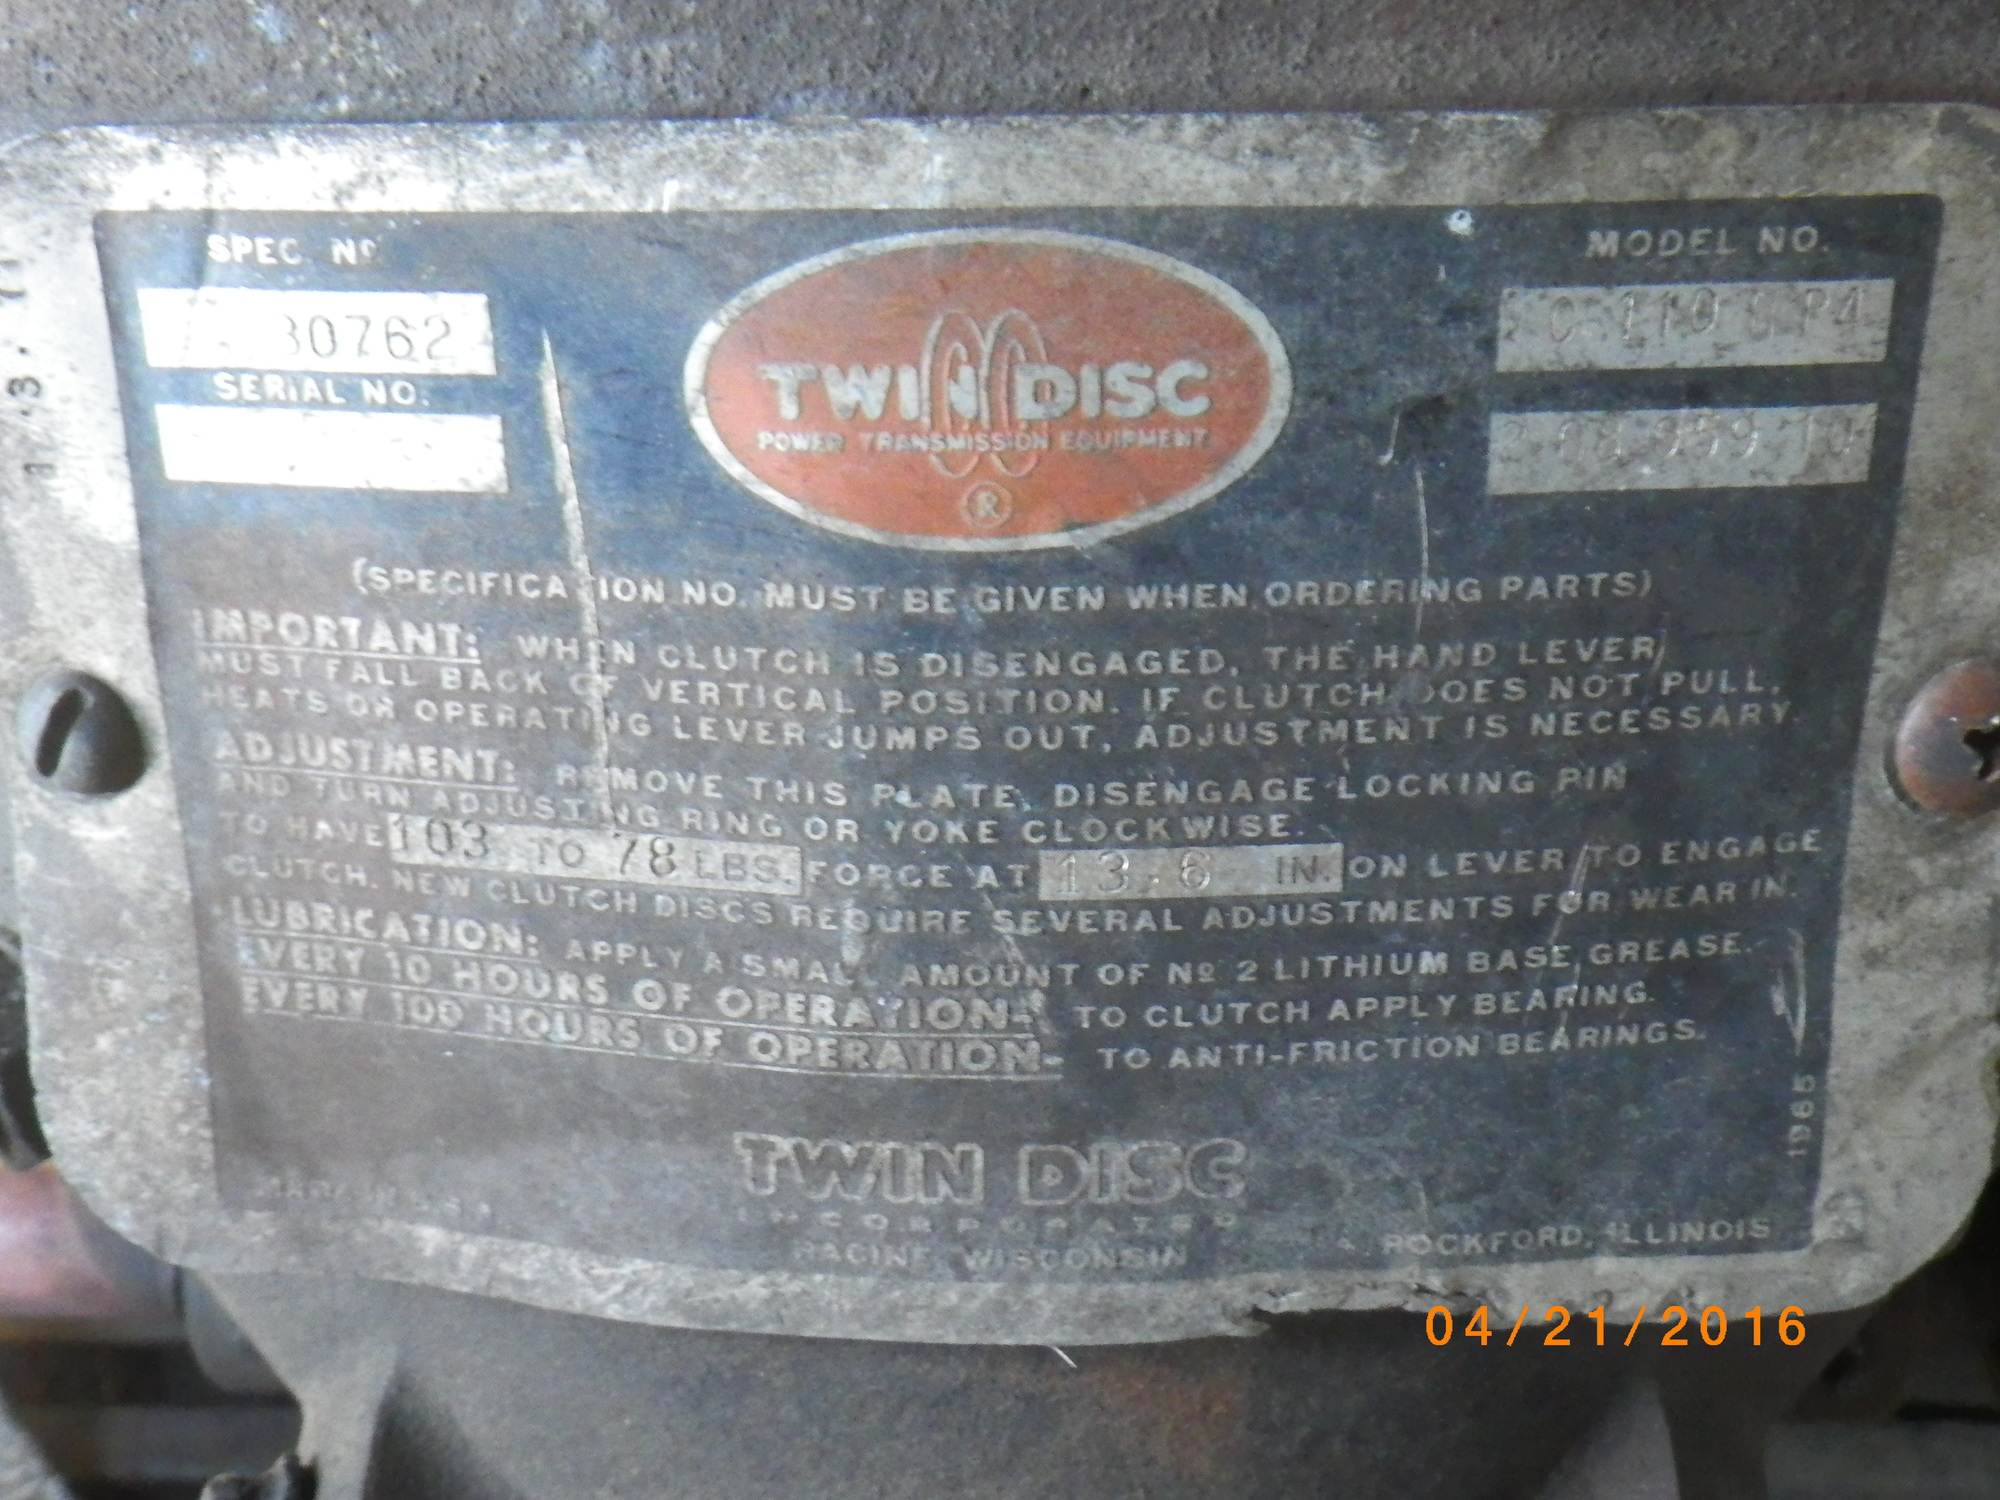 SPEC. Nº
30762
SERIAL NO.
TWIN DISC
POWER TRANSMISSION EQUIPMENT
®
MODEL NO.
(SPECIFICATION NO. MUST BE GIVEN WHEN ORDERING PARTS)
IMPORTANT: WHEN CLUTCH IS DISENGAGED, THE HAND LEVER
MUST FALL BACK OF VERTICAL POSITION. IF CLUTCH DOES NOT PULL,
HEATS OR OPERATING LEVER JUMPS OUT, ADJUSTMENT IS NECESSARY.
ADJUSTMENT: REMOVE THIS PLATE, DISENGAGE LOCKING PIN
AND TURN ADJUSTING RING OR YOKE CLOCKWISE.
TO HAVE 103 TO 78 LBS. FORCE AT 13.6 IN. ON LEVER TO ENGAGE
CLUTCH. NEW CLUTCH DISCS REQUIRE SEVERAL ADJUSTMENTS FOR WEAR IN.
LUBRICATION: APPLY A SMALL AMOUNT OF Nº 2 LITHIUM BASE GREASE.
EVERY 10 HOURS OF OPERATION- TO CLUTCH APPLY BEARING.
EVERY 100 HOURS OF OPERATION- TO ANTI-FRICTION BEARINGS.
1965
TWIN DISC
INCORPORATED
RACINE, WISCONSIN
ROCKFORD, ILLINOIS
04/21/2016